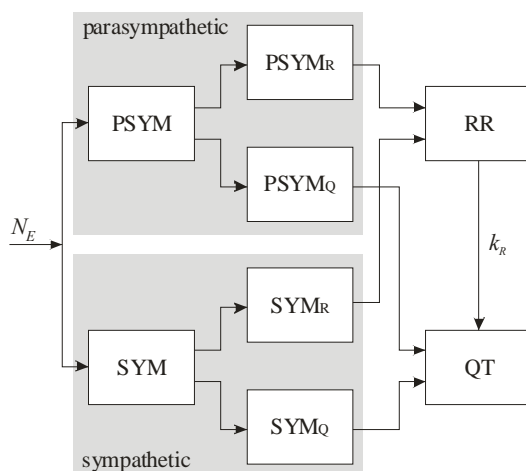 parasympathetic
PSYMR
PSYM
RR
PSYMQ
NE
kR
SYMR
SYM
QT
SYMQ
sympathetic